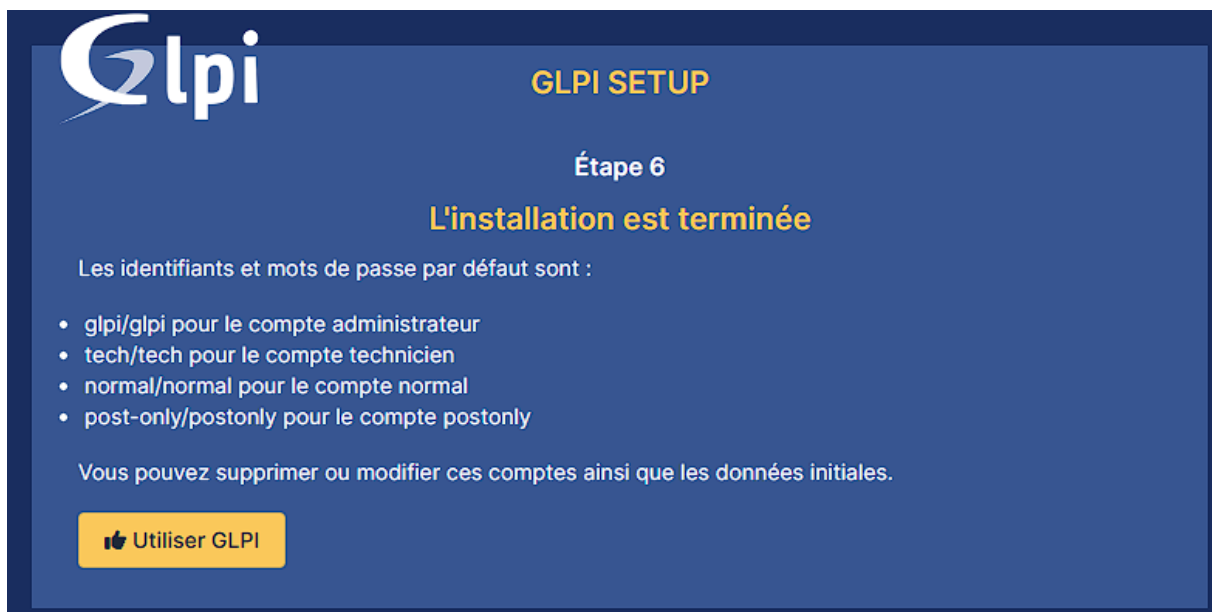 Glpi
GLPI SETUP
Étape 6
L'installation est terminée
Les identifiants et mots de passe par défaut sont :
• glpi/glpi pour le compte administrateur
• tech/tech pour le compte technicien
• normal/normal pour le compte normal
• post-only/postonly pour le compte postonly
Vous pouvez supprimer ou modifier ces comptes ainsi que les données initiales.
Utiliser GLPI